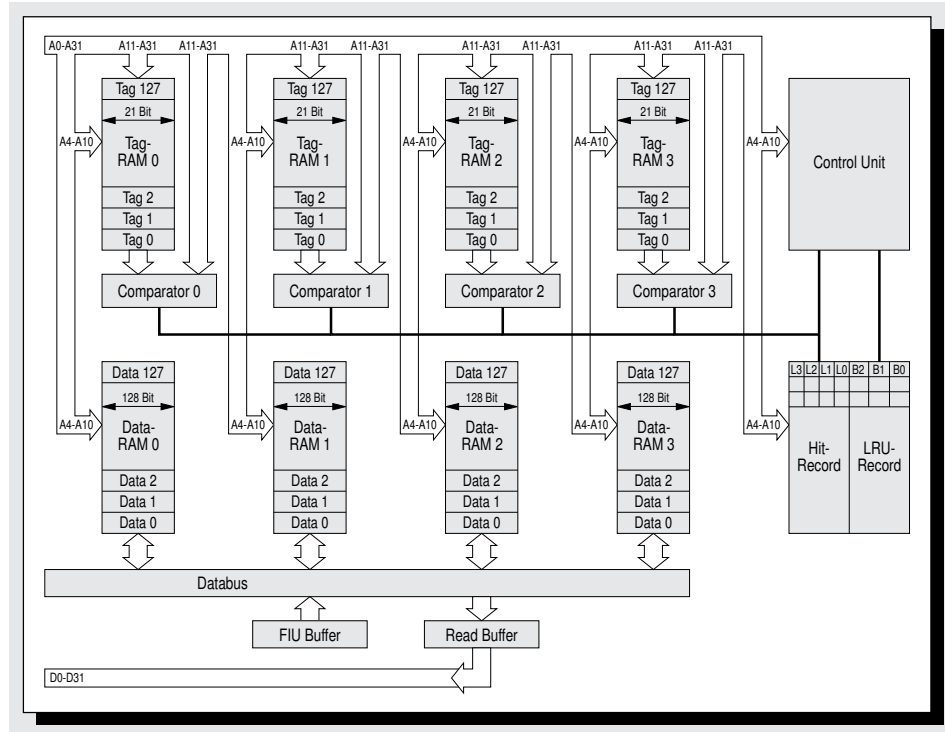 A0-A31 A11-A31 A11-A31 A11-A31 A11-A31 A11-A31 A11-A31 A11-A31 A11-A31
Tag 127 Tag 127 Tag 127 Tag 127
21 Bit 21 Bit 21 Bit 21 Bit
A4-A10 A4-A10 A4-A10 A4-A10 A4-A10
Tag- Tag- Tag- Tag-
RAM 0 RAM 1 RAM 2 RAM 3
Control Unit
Tag 2 Tag 2 Tag 2 Tag 2
Tag 1 Tag 1 Tag 1 Tag 1
Tag 0 Tag 0 Tag 0 Tag 0
Comparator 0 Comparator 1 Comparator 2 Comparator 3
Data 127 Data 127 Data 127 Data 127 L3 L2 L1 L0 B2 B1 B0
128 Bit 128 Bit 128 Bit 128 Bit
A4-A10 A4-A10 A4-A10 A4-A10 A4-A10
Data- Data- Data- Data-
RAM 0 RAM 1 RAM 2 RAM 3
Hit- LRU-
Record Record
Data 2 Data 2 Data 2 Data 2
Data 1 Data 1 Data 1 Data 1
Data 0 Data 0 Data 0 Data 0
Databus
FIU Buffer Read Buffer
D0-D31